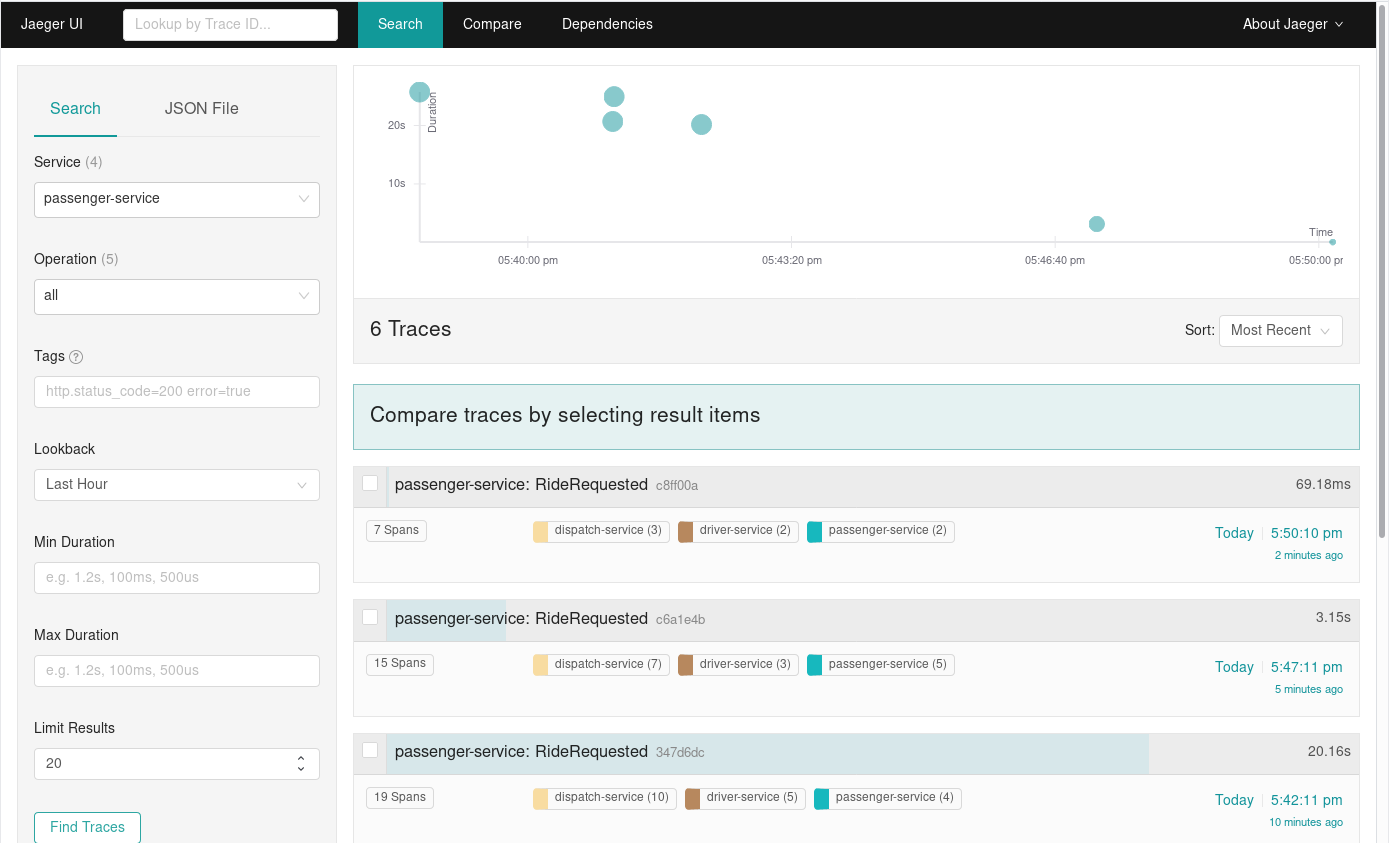 Jaeger UI
Lookup by Trace ID...
Search
Compare
Dependencies
About Jaeger
Search
JSON File
Service (4)
passenger-service
Operation (5)
all
Tags ?
http.status_code=200 error=true
Lookback
Last Hour
Min Duration
e.g. 1.2s, 100ms, 500us
Max Duration
e.g. 1.2s, 100ms, 500us
Limit Results
20
Find Traces
Duration
20s
10s
Time
05:40:00 pm
05:43:20 pm
05:46:40 pm
05:50:00 pr
6 Traces
Sort: Most Recent
Compare traces by selecting result items
passenger-service: RideRequested c8ff00a
69.18ms
7 Spans
dispatch-service (3)
driver-service (2)
passenger-service (2)
Today 5:50:10 pm
2 minutes ago
passenger-service: RideRequested c6a1e4b
3.15s
15 Spans
dispatch-service (7)
driver-service (3)
passenger-service (5)
Today 5:47:11 pm
5 minutes ago
passenger-service: RideRequested 347d6dc
20.16s
19 Spans
dispatch-service (10)
driver-service (5)
passenger-service (4)
Today 5:42:11 pm
10 minutes ago